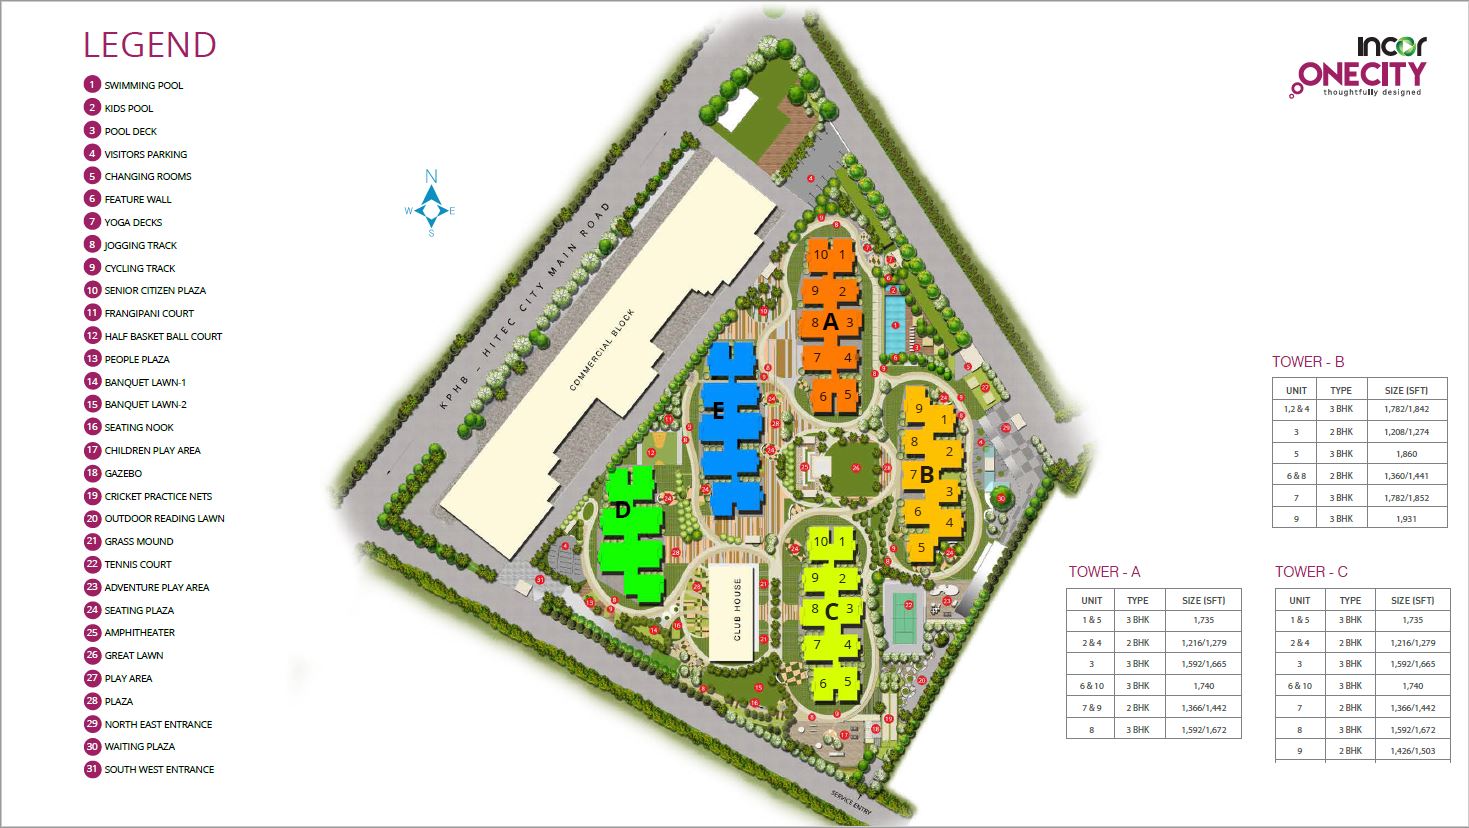 LEGEND
1 SWIMMING POOL
2 KIDS POOL
3 POOL DECK
4 VISITORS PARKING
5 CHANGING ROOMS
6 FEATURE WALL
7 YOGA DECKS
8 JOGGING TRACK
9 CYCLING TRACK
10 SENIOR CITIZEN PLAZA
11 FRANGIPANI COURT
12 HALF BASKET BALL COURT
13 PEOPLE PLAZA
14 BANQUET LAWN-1
15 BANQUET LAWN-2
16 SEATING NOOK
17 CHILDREN PLAY AREA
18 GAZEBO
19 CRICKET PRACTICE NETS
20 OUTDOOR READING LAWN
21 GRASS MOUND
22 TENNIS COURT
23 ADVENTURE PLAY AREA
24 SEATING PLAZA
25 AMPHITHEATER
26 GREAT LAWN
27 PLAY AREA
28 PLAZA
29 NORTH EAST ENTRANCE
30 WAITING PLAZA
31 SOUTH WEST ENTRANCE
N
W E
S
KPHB - HITEC CITY MAIN ROAD
COMMERCIAL BLOCK
10 1
9 2
8 A 3
7 4
6 5
E
D
9 1
8 2
7 B 3
6 4
5
10 1
9 2
8 C 3
7 4
6 5
CLUB HOUSE
SERVICE ENTRY
incor
ONECITY
thoughtfully designed
TOWER - B
UNIT TYPE SIZE (SFT)
1,2 & 4 3 BHK 1,782/1,842
3 2 BHK 1,208/1,274
5 3 BHK 1,860
6 & 8 2 BHK 1,360/1,441
7 3 BHK 1,782/1,852
9 3 BHK 1,931
TOWER - A
UNIT TYPE SIZE (SFT)
1 & 5 3 BHK 1,735
2 & 4 2 BHK 1,216/1,279
3 3 BHK 1,592/1,665
6 & 10 3 BHK 1,740
7 & 9 2 BHK 1,366/1,442
8 3 BHK 1,592/1,672
TOWER - C
UNIT TYPE SIZE (SFT)
1 & 5 3 BHK 1,735
2 & 4 2 BHK 1,216/1,279
3 3 BHK 1,592/1,665
6 & 10 3 BHK 1,740
7 2 BHK 1,366/1,442
8 3 BHK 1,592/1,672
9 2 BHK 1,426/1,503